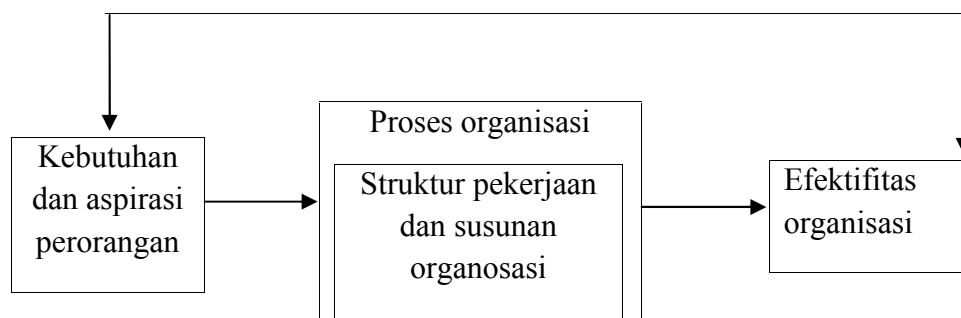 Kebutuhan
dan aspirasi
perorangan
Proses organisasi
Struktur pekerjaan
dan susunan
organosasi
Efektifitas
organisasi